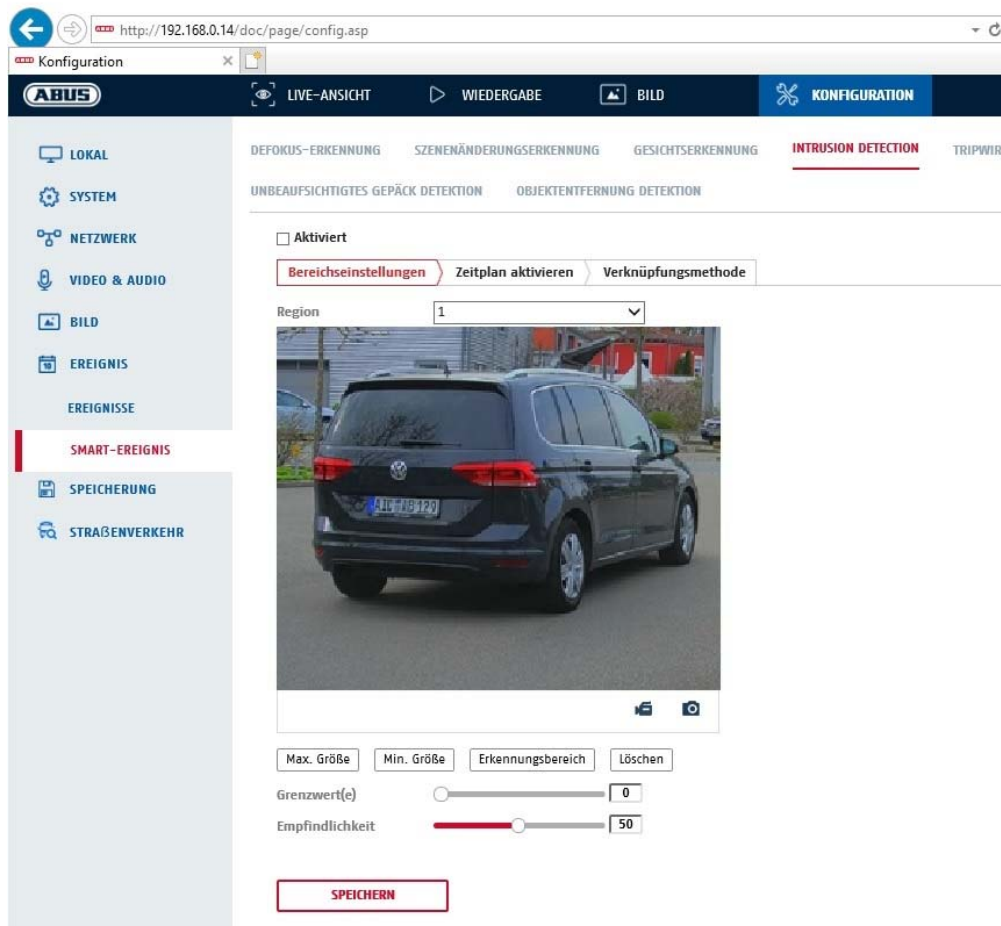 http://192.168.0.14/doc/page/config.asp
Konfiguration
ABUS
LIVE-ANSICHT
WIEDERGABE
BILD
KONFIGURATION
LOKAL
SYSTEM
NETZWERK
VIDEO & AUDIO
BILD
EREIGNIS
EREIGNISSE
SMART-EREIGNIS
SPEICHERUNG
STRAßENVERKEHR
DEFOKUS-ERKENNUNG
SZENENÄNDERUNGSERKENNUNG
GESICHTSERKENNUNG
INTRUSION DETECTION
TRIPWIR
UNBEAUFSICHTIGTES GEPÄCK DETEKTION
OBJEKTENTFERNUNG DETEKTION
Aktiviert
Bereichseinstellungen
Zeitplan aktivieren
Verknüpfungsmethode
Region
1
AIC AB 120
Max. Größe
Min. Größe
Erkennungsbereich
Löschen
Grenzwert(e)
0
Empfindlichkeit
50
SPEICHERN